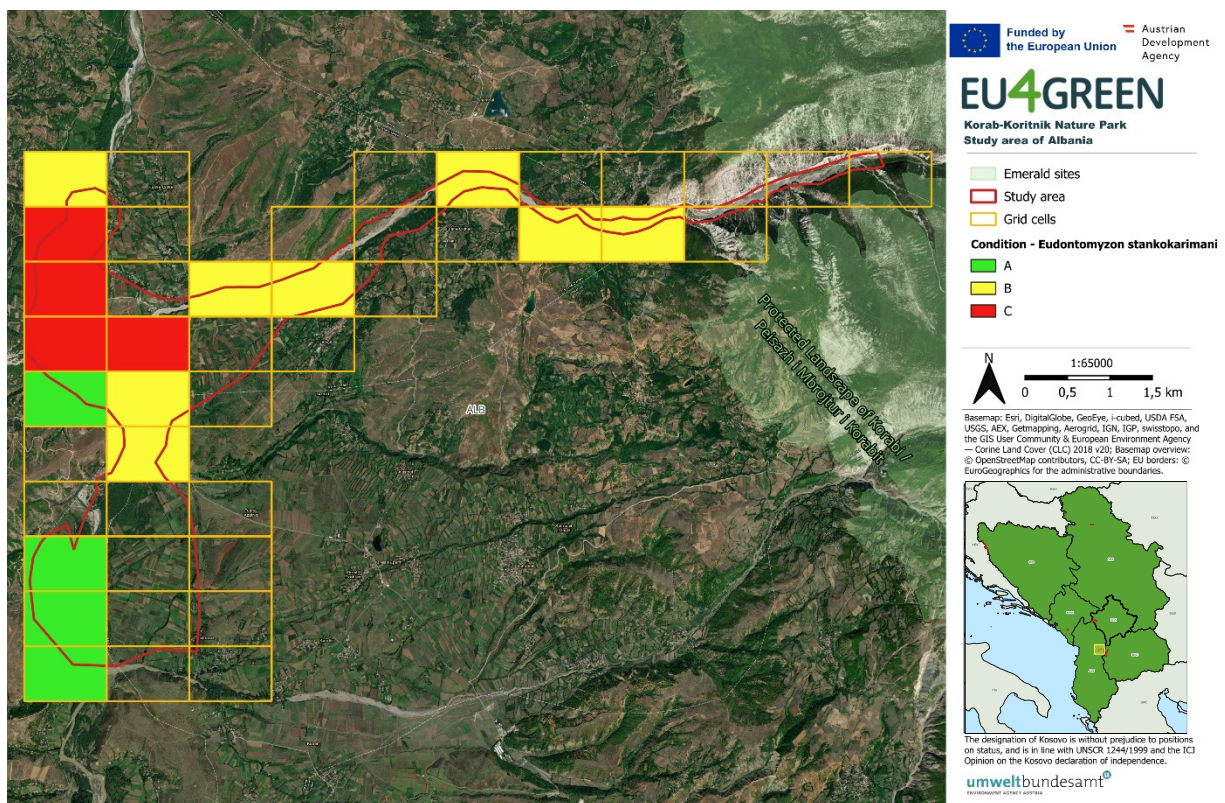 Funded by
the European Union
Austrian
Development
Agency
EU4GREEN
Korab-Koritnik Nature Park
Study area of Albania
Emerald sites
Study area
Grid cells
Condition - Eudontomyzon stankokarimani
A
B
C
N
1:65000
0 0,5 1 1,5 km
Basemap: Esri, DigitalGlobe, GeoEye, i-cubed, USDA FSA,
USGS, AEX, Getmapping, Aerogrid, IGN, IGP, swisstopo, and
the GIS User Community & European Environment Agency
— Corine Land Cover (CLC) 2018 v20; Basemap overview:
© OpenStreetMap contributors, CC-BY-SA; EU borders: ©
EuroGeographics for the administrative boundaries.
Protected Landscape of Korabi /
Peisazhi i Mbrojtur i Korabit
ALB
The designation of Kosovo is without prejudice to positions
on status, and is in line with UNSCR 1244/1999 and the ICJ
Opinion on the Kosovo declaration of independence.
umweltbundesamt
ENVIRONMENT AGENCY AUSTRIA